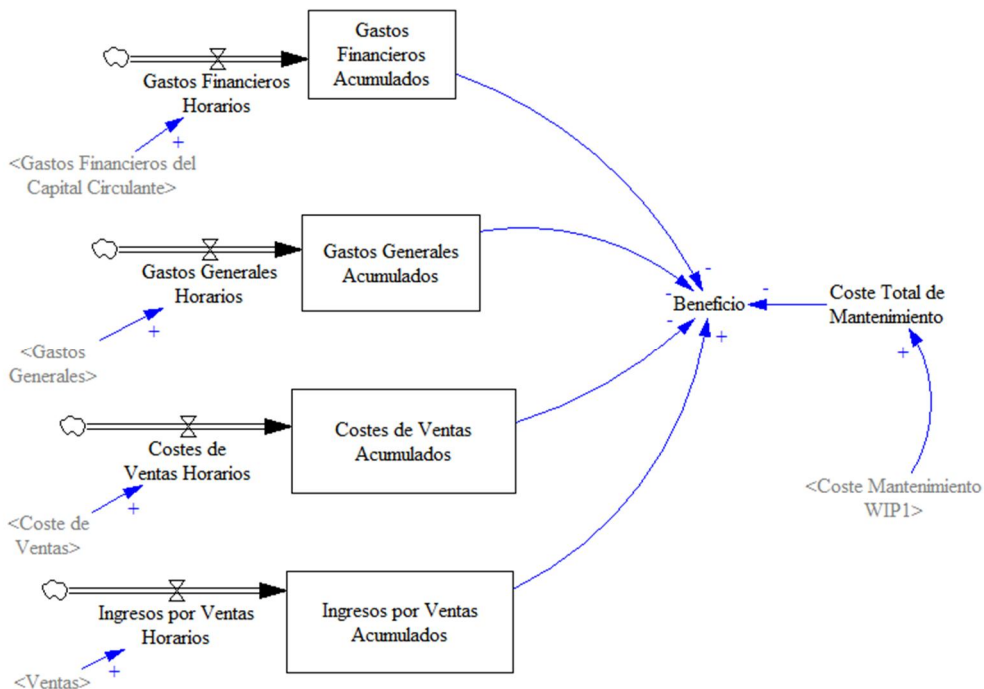 Gastos
Financieros
Acumulados
Gastos Financieros
Horarios
+
<Gastos Financieros del
Capital Circulante>
Gastos Generales
Acumulados
Gastos Generales
Horarios
+
<Gastos
Generales>
Costes de Ventas
Acumulados
Costes de
Ventas Horarios
+
<Coste de
Ventas>
Ingresos por Ventas
Acumulados
Ingresos por Ventas
Horarios
+
<Ventas>
-
-
-
+
Beneficio
-
Coste Total de
Mantenimiento
+
<Coste Mantenimiento
WIP1>